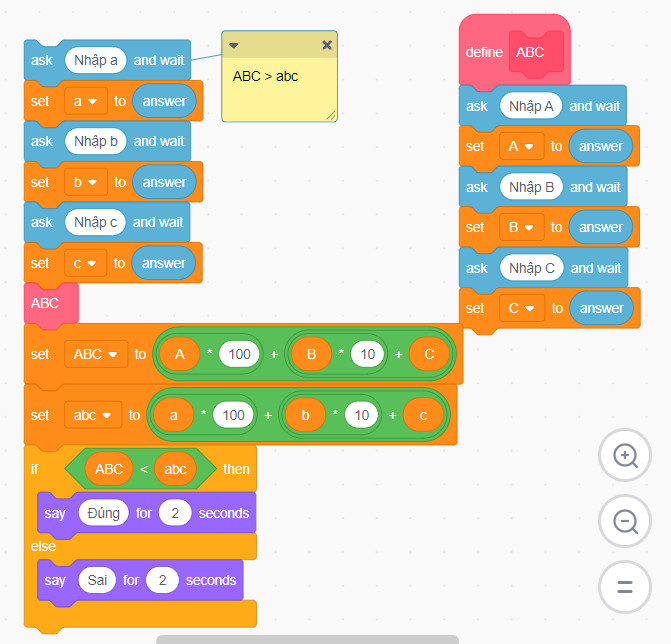 ask Nhập a and wait
set a to answer
ask Nhập b and wait
set b to answer
ask Nhập c and wait
set c to answer
ABC
set ABC to A * 100 + B * 10 + C
set abc to a * 100 + b * 10 + c
if ABC < abc then
say Đúng for 2 seconds
else
say Sai for 2 seconds
ABC > abc
define ABC
ask Nhập A and wait
set A to answer
ask Nhập B and wait
set B to answer
ask Nhập C and wait
set C to answer